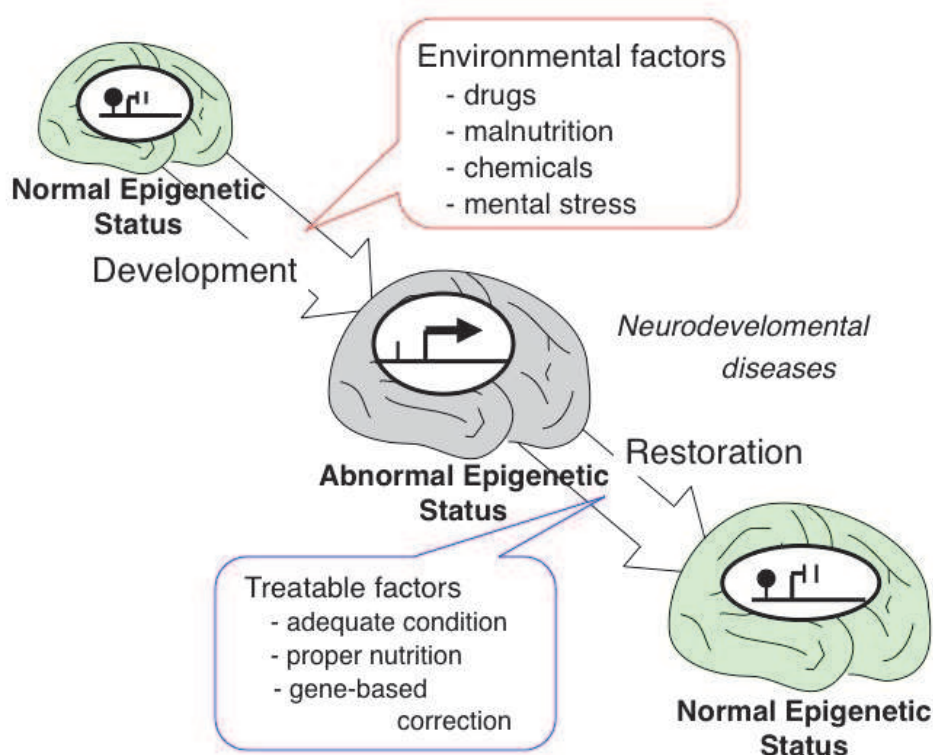 Environmental factors
- drugs
- malnutrition
- chemicals
- mental stress
Normal Epigenetic
Status
Development
Neurodevelomental
diseases
Abnormal Epigenetic
Status
Restoration
Treatable factors
- adequate condition
- proper nutrition
- gene-based
correction
Normal Epigenetic
Status